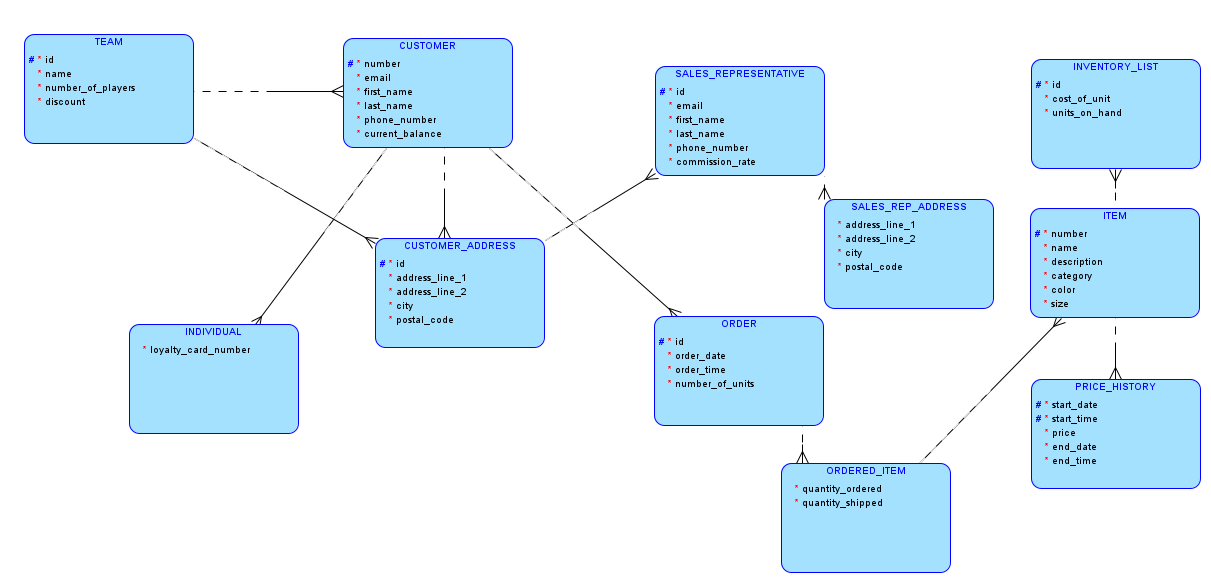 TEAM
# * id
* name
* number_of_players
* discount
CUSTOMER
# * number
* email
* first_name
* last_name
* phone_number
* current_balance
SALES_REPRESENTATIVE
# * id
* email
* first_name
* last_name
* phone_number
* commission_rate
INVENTORY_LIST
# * id
* cost_of_unit
* units_on_hand
SALES_REP_ADDRESS
* address_line_1
* address_line_2
* city
* postal_code
ITEM
# * number
* name
* description
* category
* color
* size
CUSTOMER_ADDRESS
# * id
* address_line_1
* address_line_2
* city
* postal_code
INDIVIDUAL
* loyalty_card_number
ORDER
# * id
* order_date
* order_time
* number_of_units
PRICE_HISTORY
# * start_date
# * start_time
* price
* end_date
* end_time
ORDERED_ITEM
* quantity_ordered
* quantity_shipped